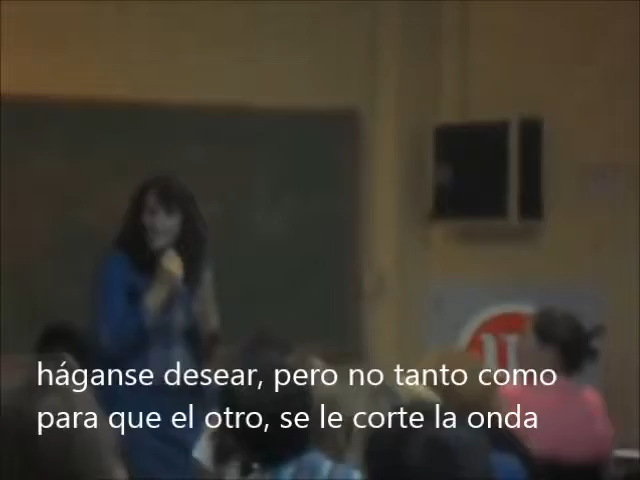 háganse desear, pero no tanto como
para que el otro, se le corte la onda